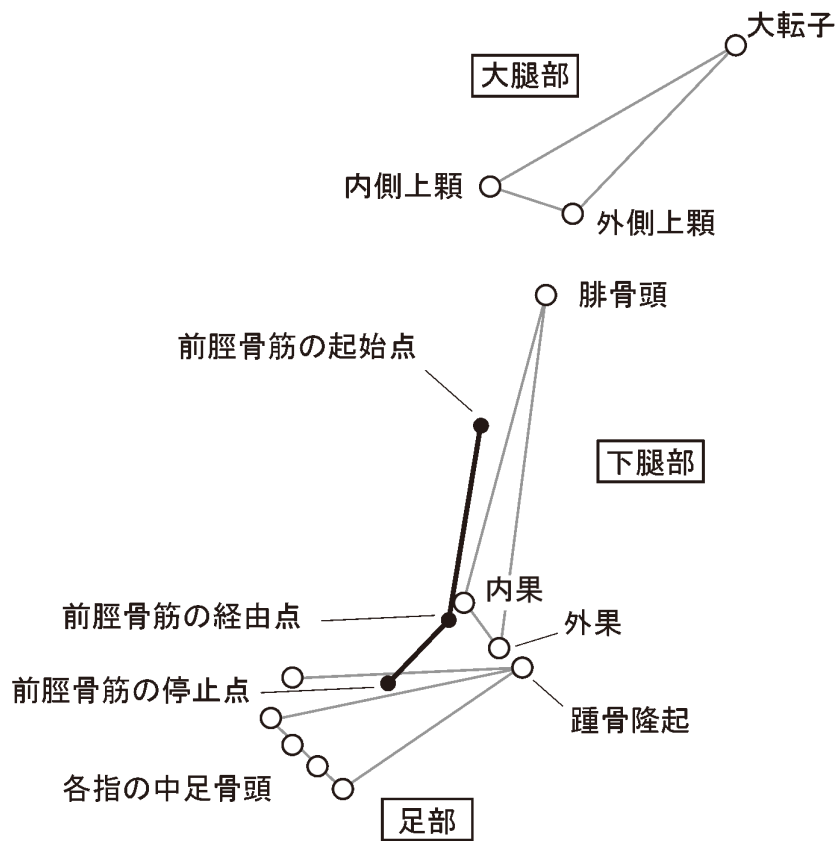 大転子
大腿部
内側上顆
外側上顆
腓骨頭
前脛骨筋の起始点
下腿部
内果
前脛骨筋の経由点
外果
前脛骨筋の停止点
踵骨隆起
各指の中足骨頭
足部